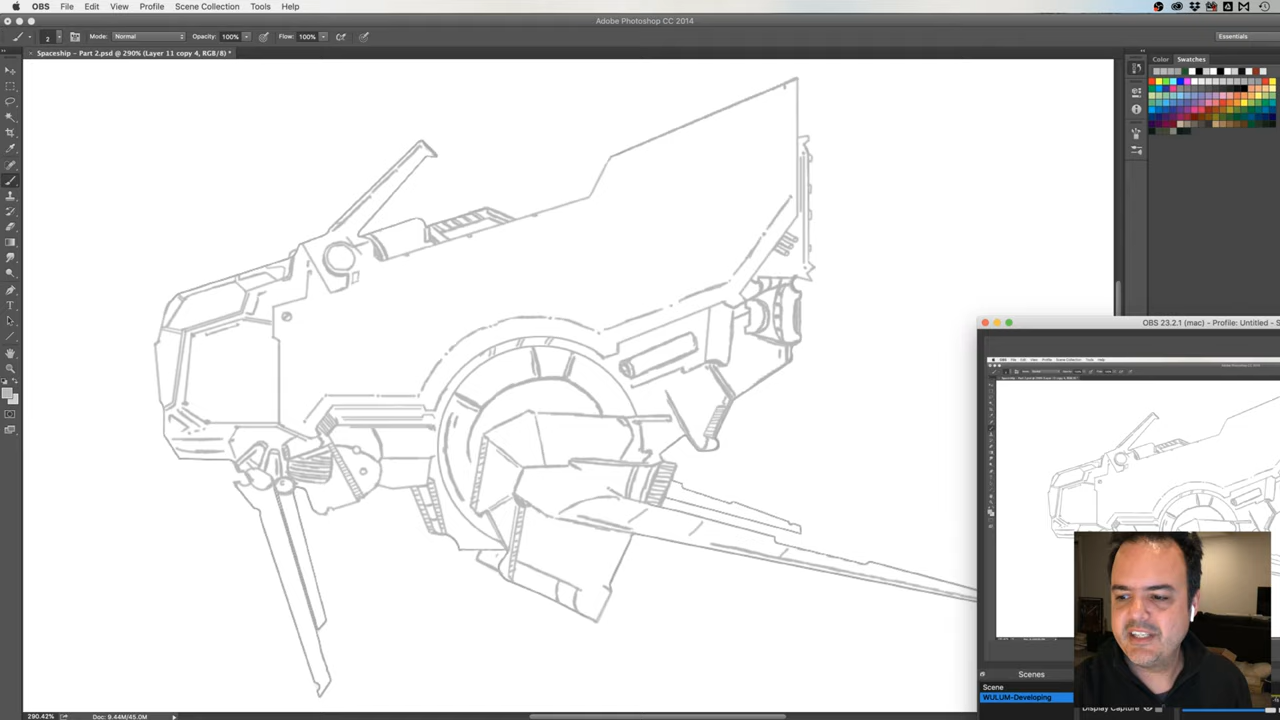 OBS File Edit View Profile Scene Collection Tools Help
Adobe Photoshop CC 2014
2 Mode: Normal Opacity: 100% Flow: 100% Essentials
× Spaceship - Part 2.psd @ 290% (Layer 11 copy 4, RGB/8) *
Color Swatches
OBS 23.2.1 (mac) - Profile: Untitled - S
Scenes
Scene
WULUM-Developing
Display Capture
290.42% Doc: 9.44M/45.0M